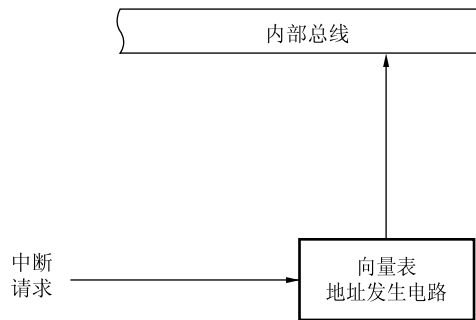 内部总线
中断
请求
向量表
地址发生电路